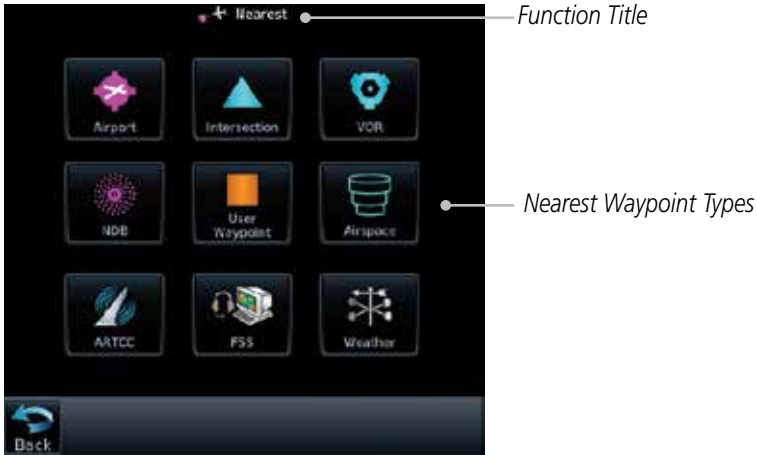 Nearest
Function Title
Airport
Intersection
VOR
NDB
User
Waypoint
Airspace
Nearest Waypoint Types
ARTCC
FSS
Weather
Back